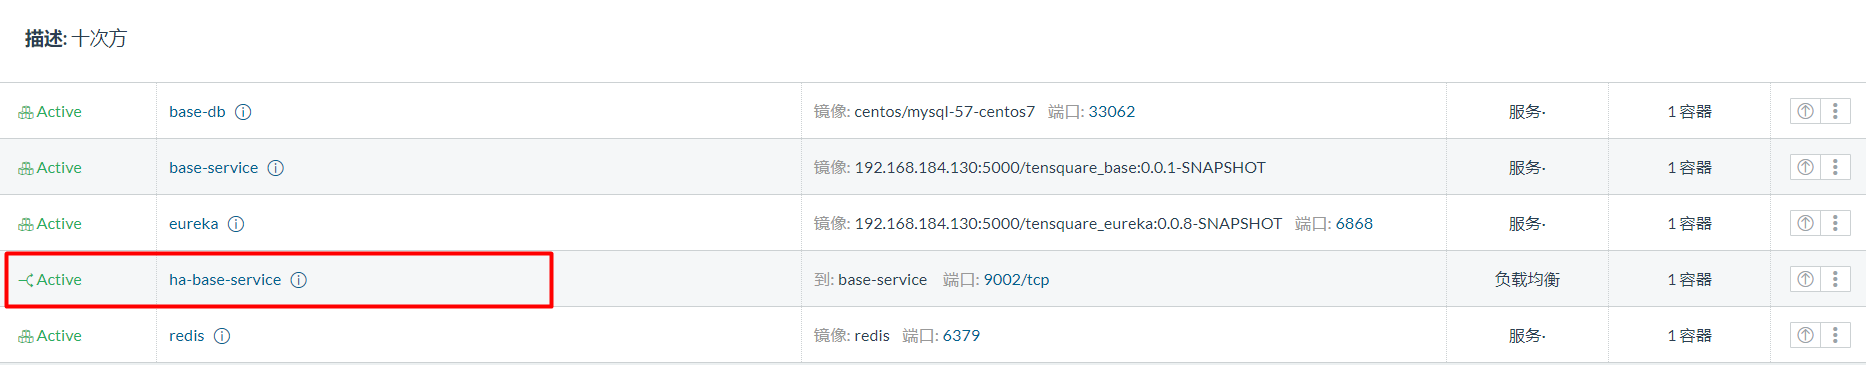 描述: 十次方
Active base-db 镜像: centos/mysql-57-centos7 端口: 33062 服务· 1 容器
Active base-service 镜像: 192.168.184.130:5000/tensquare_base:0.0.1-SNAPSHOT 服务· 1 容器
Active eureka 镜像: 192.168.184.130:5000/tensquare_eureka:0.0.8-SNAPSHOT 端口: 6868 服务· 1 容器
Active ha-base-service 到: base-service 端口: 9002/tcp 负载均衡 1 容器
Active redis 镜像: redis 端口: 6379 服务· 1 容器